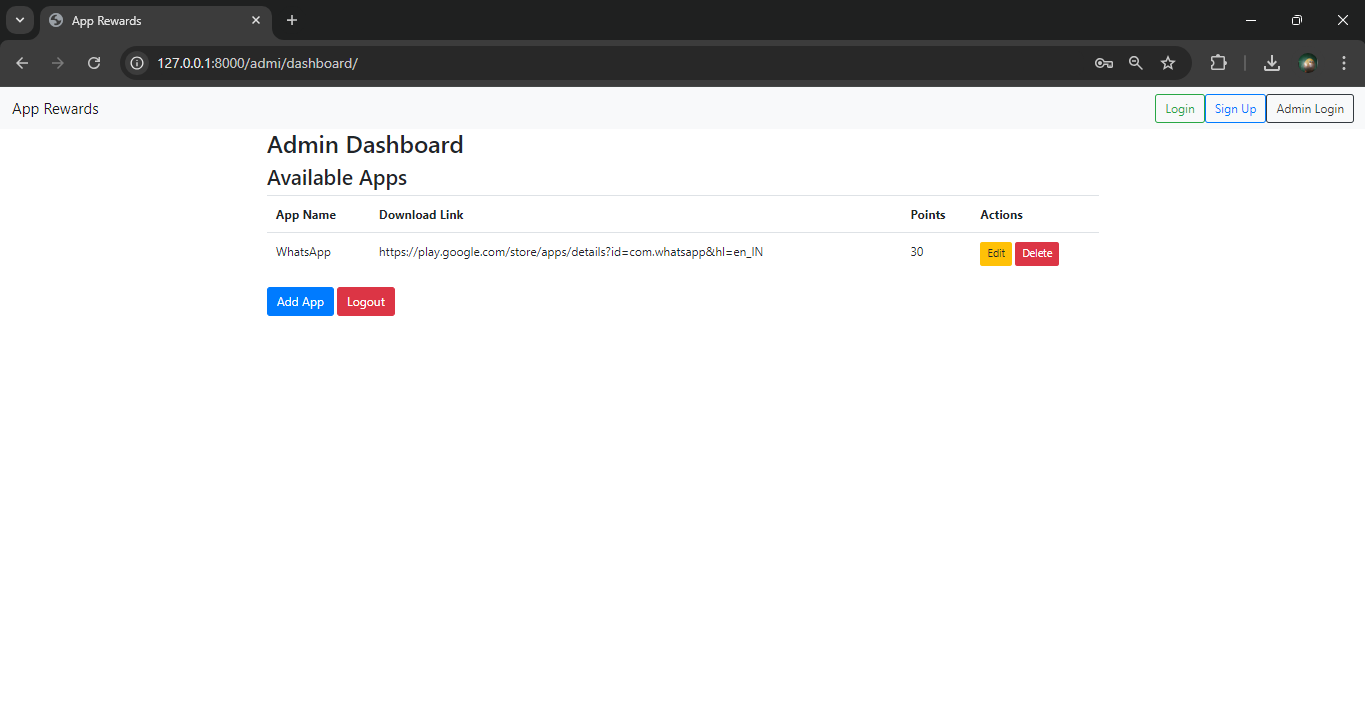 App Rewards
127.0.0.1:8000/admi/dashboard/
App Rewards
Login Sign Up Admin Login
Admin Dashboard
Available Apps
App Name Download Link Points Actions
WhatsApp https://play.google.com/store/apps/details?id=com.whatsapp&hl=en_IN 30 Edit Delete
Add App Logout